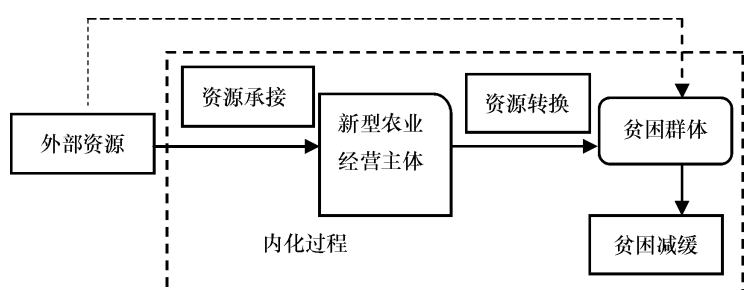 资源承接
资源转换
外部资源
新型农业
经营主体
贫困群体
内化过程
贫困减缓